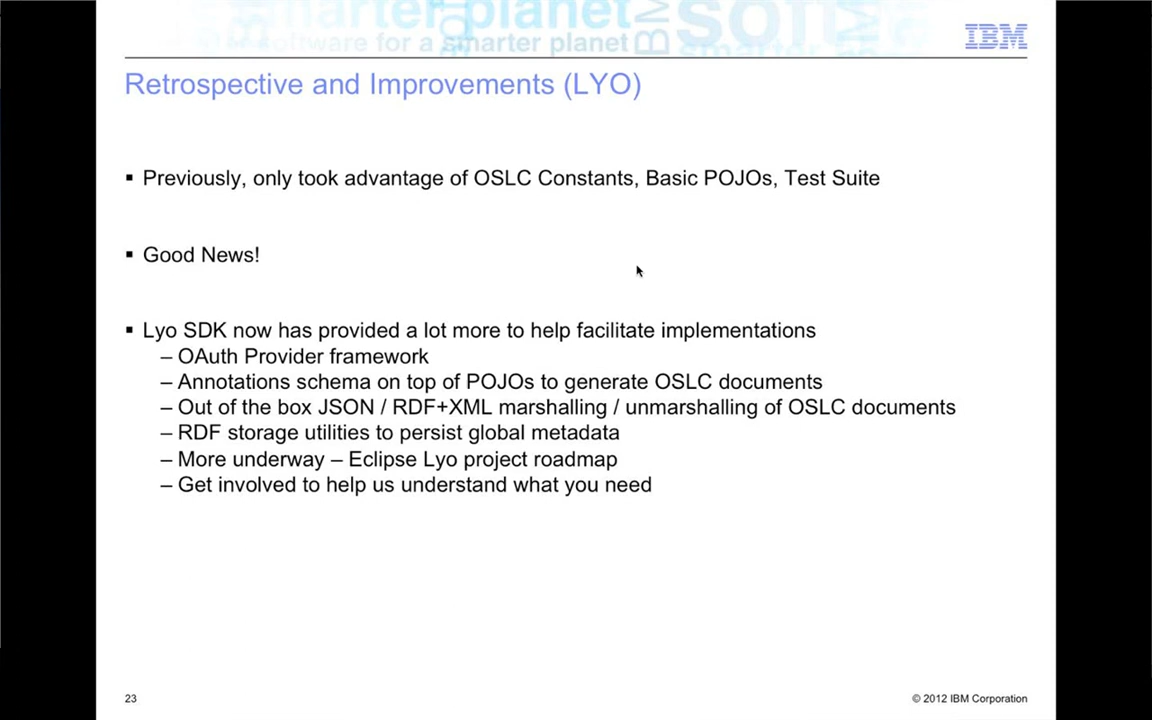 smarter planet
software for a smarter planet
IBM
soft
IBM
Retrospective and Improvements (LYO)
▪ Previously, only took advantage of OSLC Constants, Basic POJOs, Test Suite
▪ Good News!
▪ Lyo SDK now has provided a lot more to help facilitate implementations
– OAuth Provider framework
– Annotations schema on top of POJOs to generate OSLC documents
– Out of the box JSON / RDF+XML marshalling / unmarshalling of OSLC documents
– RDF storage utilities to persist global metadata
– More underway – Eclipse Lyo project roadmap
– Get involved to help us understand what you need
23
© 2012 IBM Corporation